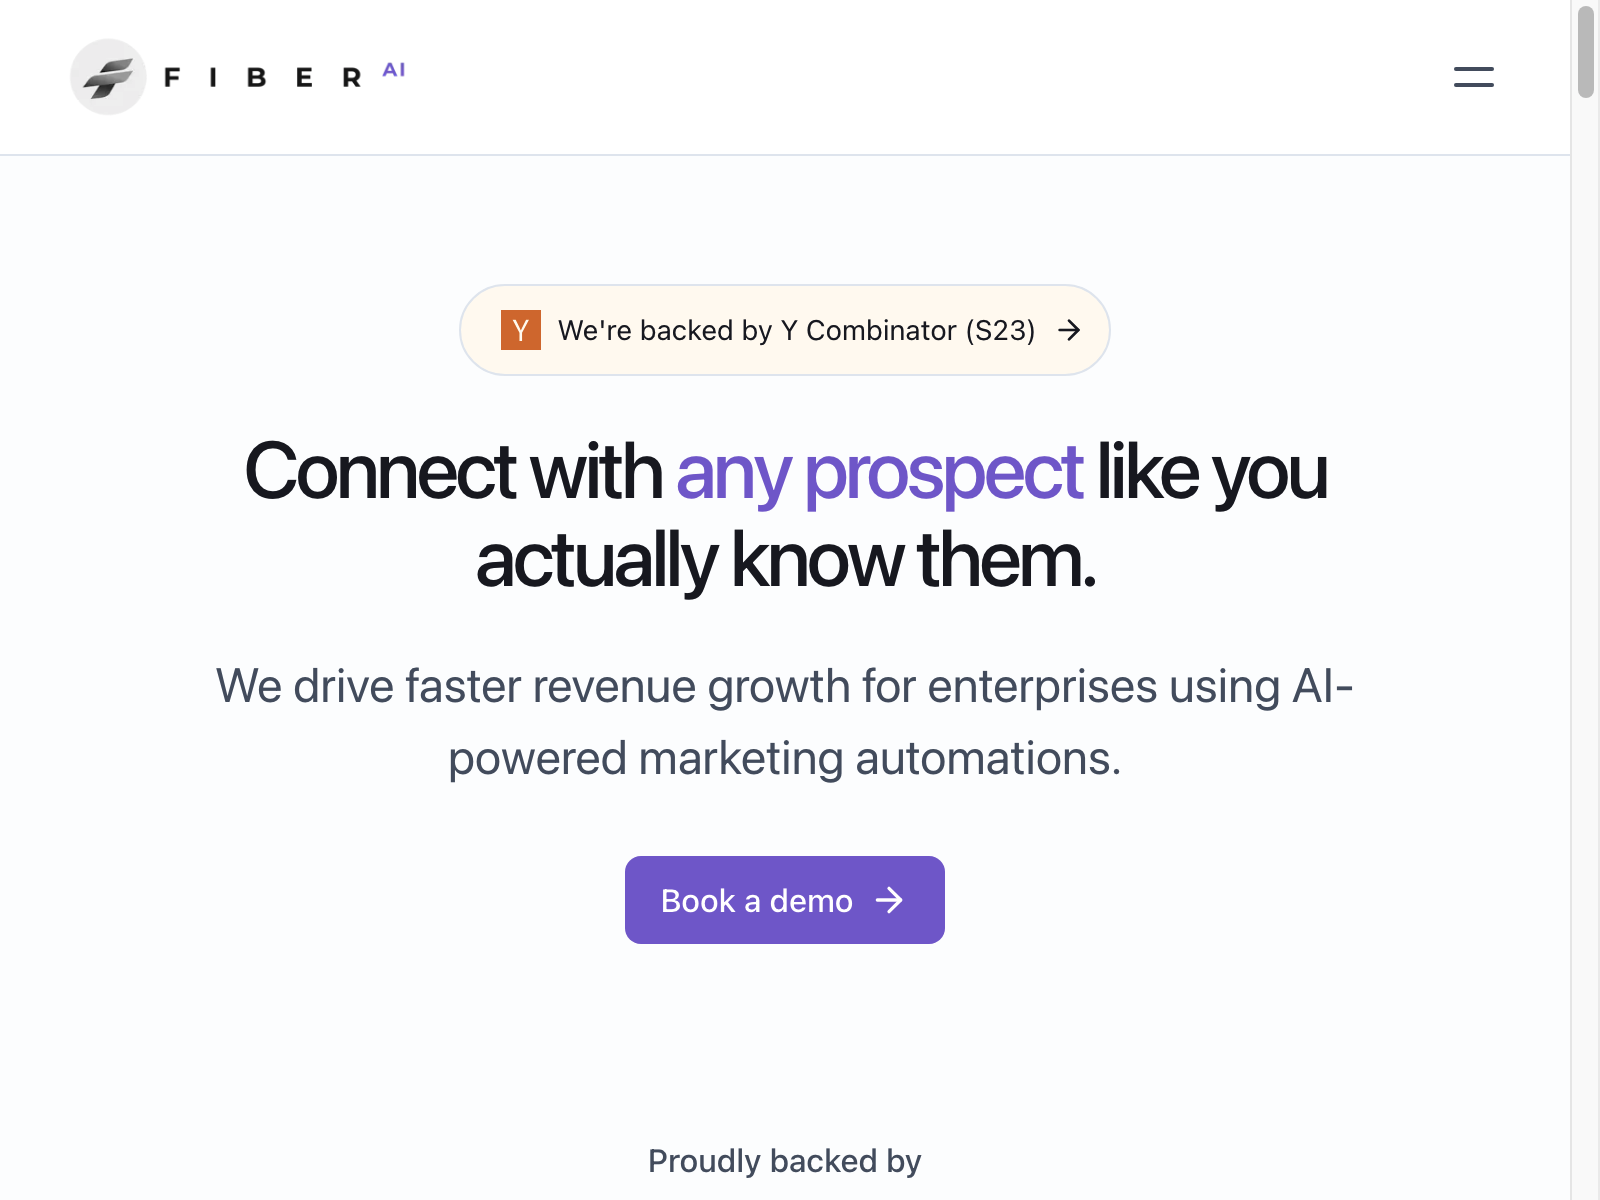 FIBER AI
Y We're backed by Y Combinator (S23)
Connect with any prospect like you
actually know them.
We drive faster revenue growth for enterprises using AI-
powered marketing automations.
Book a demo
Proudly backed by